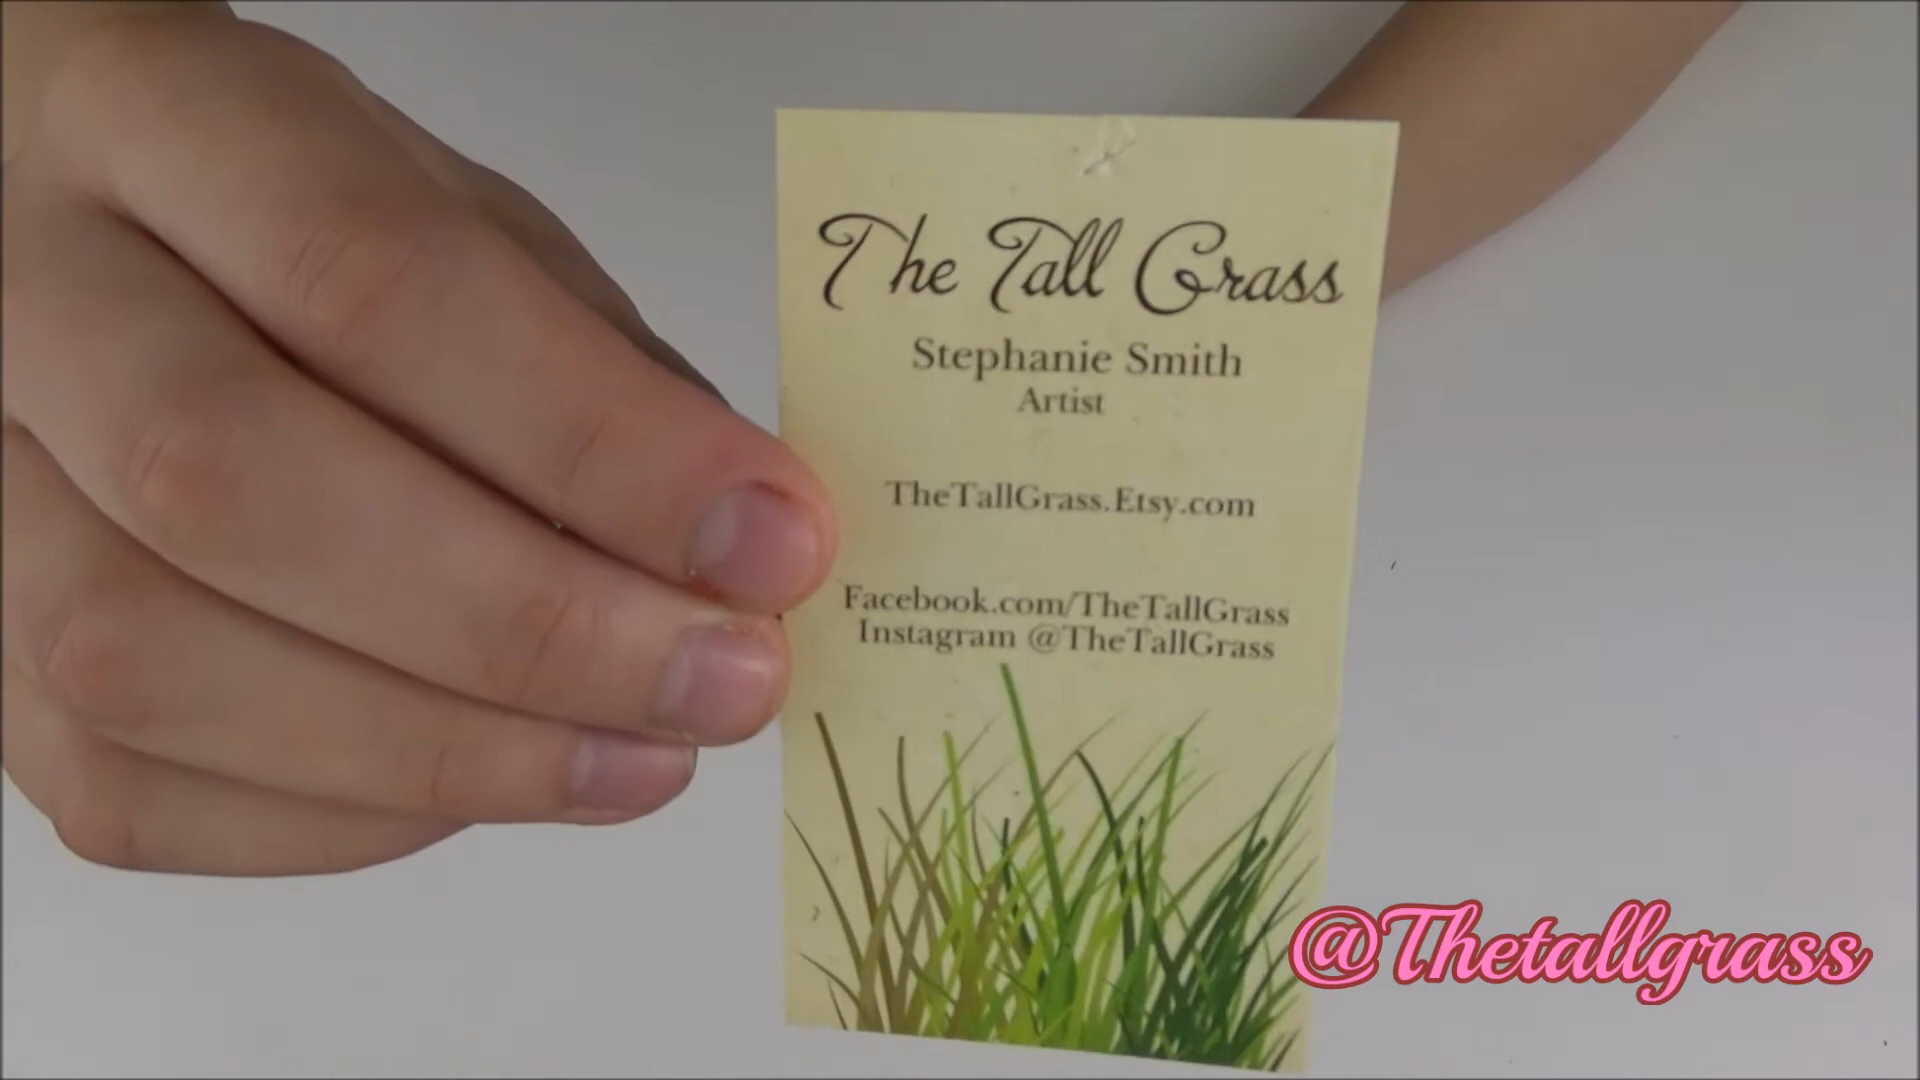 The Tall Grass
Stephanie Smith
Artist
TheTallGrass.Etsy.com
Facebook.com/TheTallGrass
Instagram @TheTallGrass
@Thetallgrass